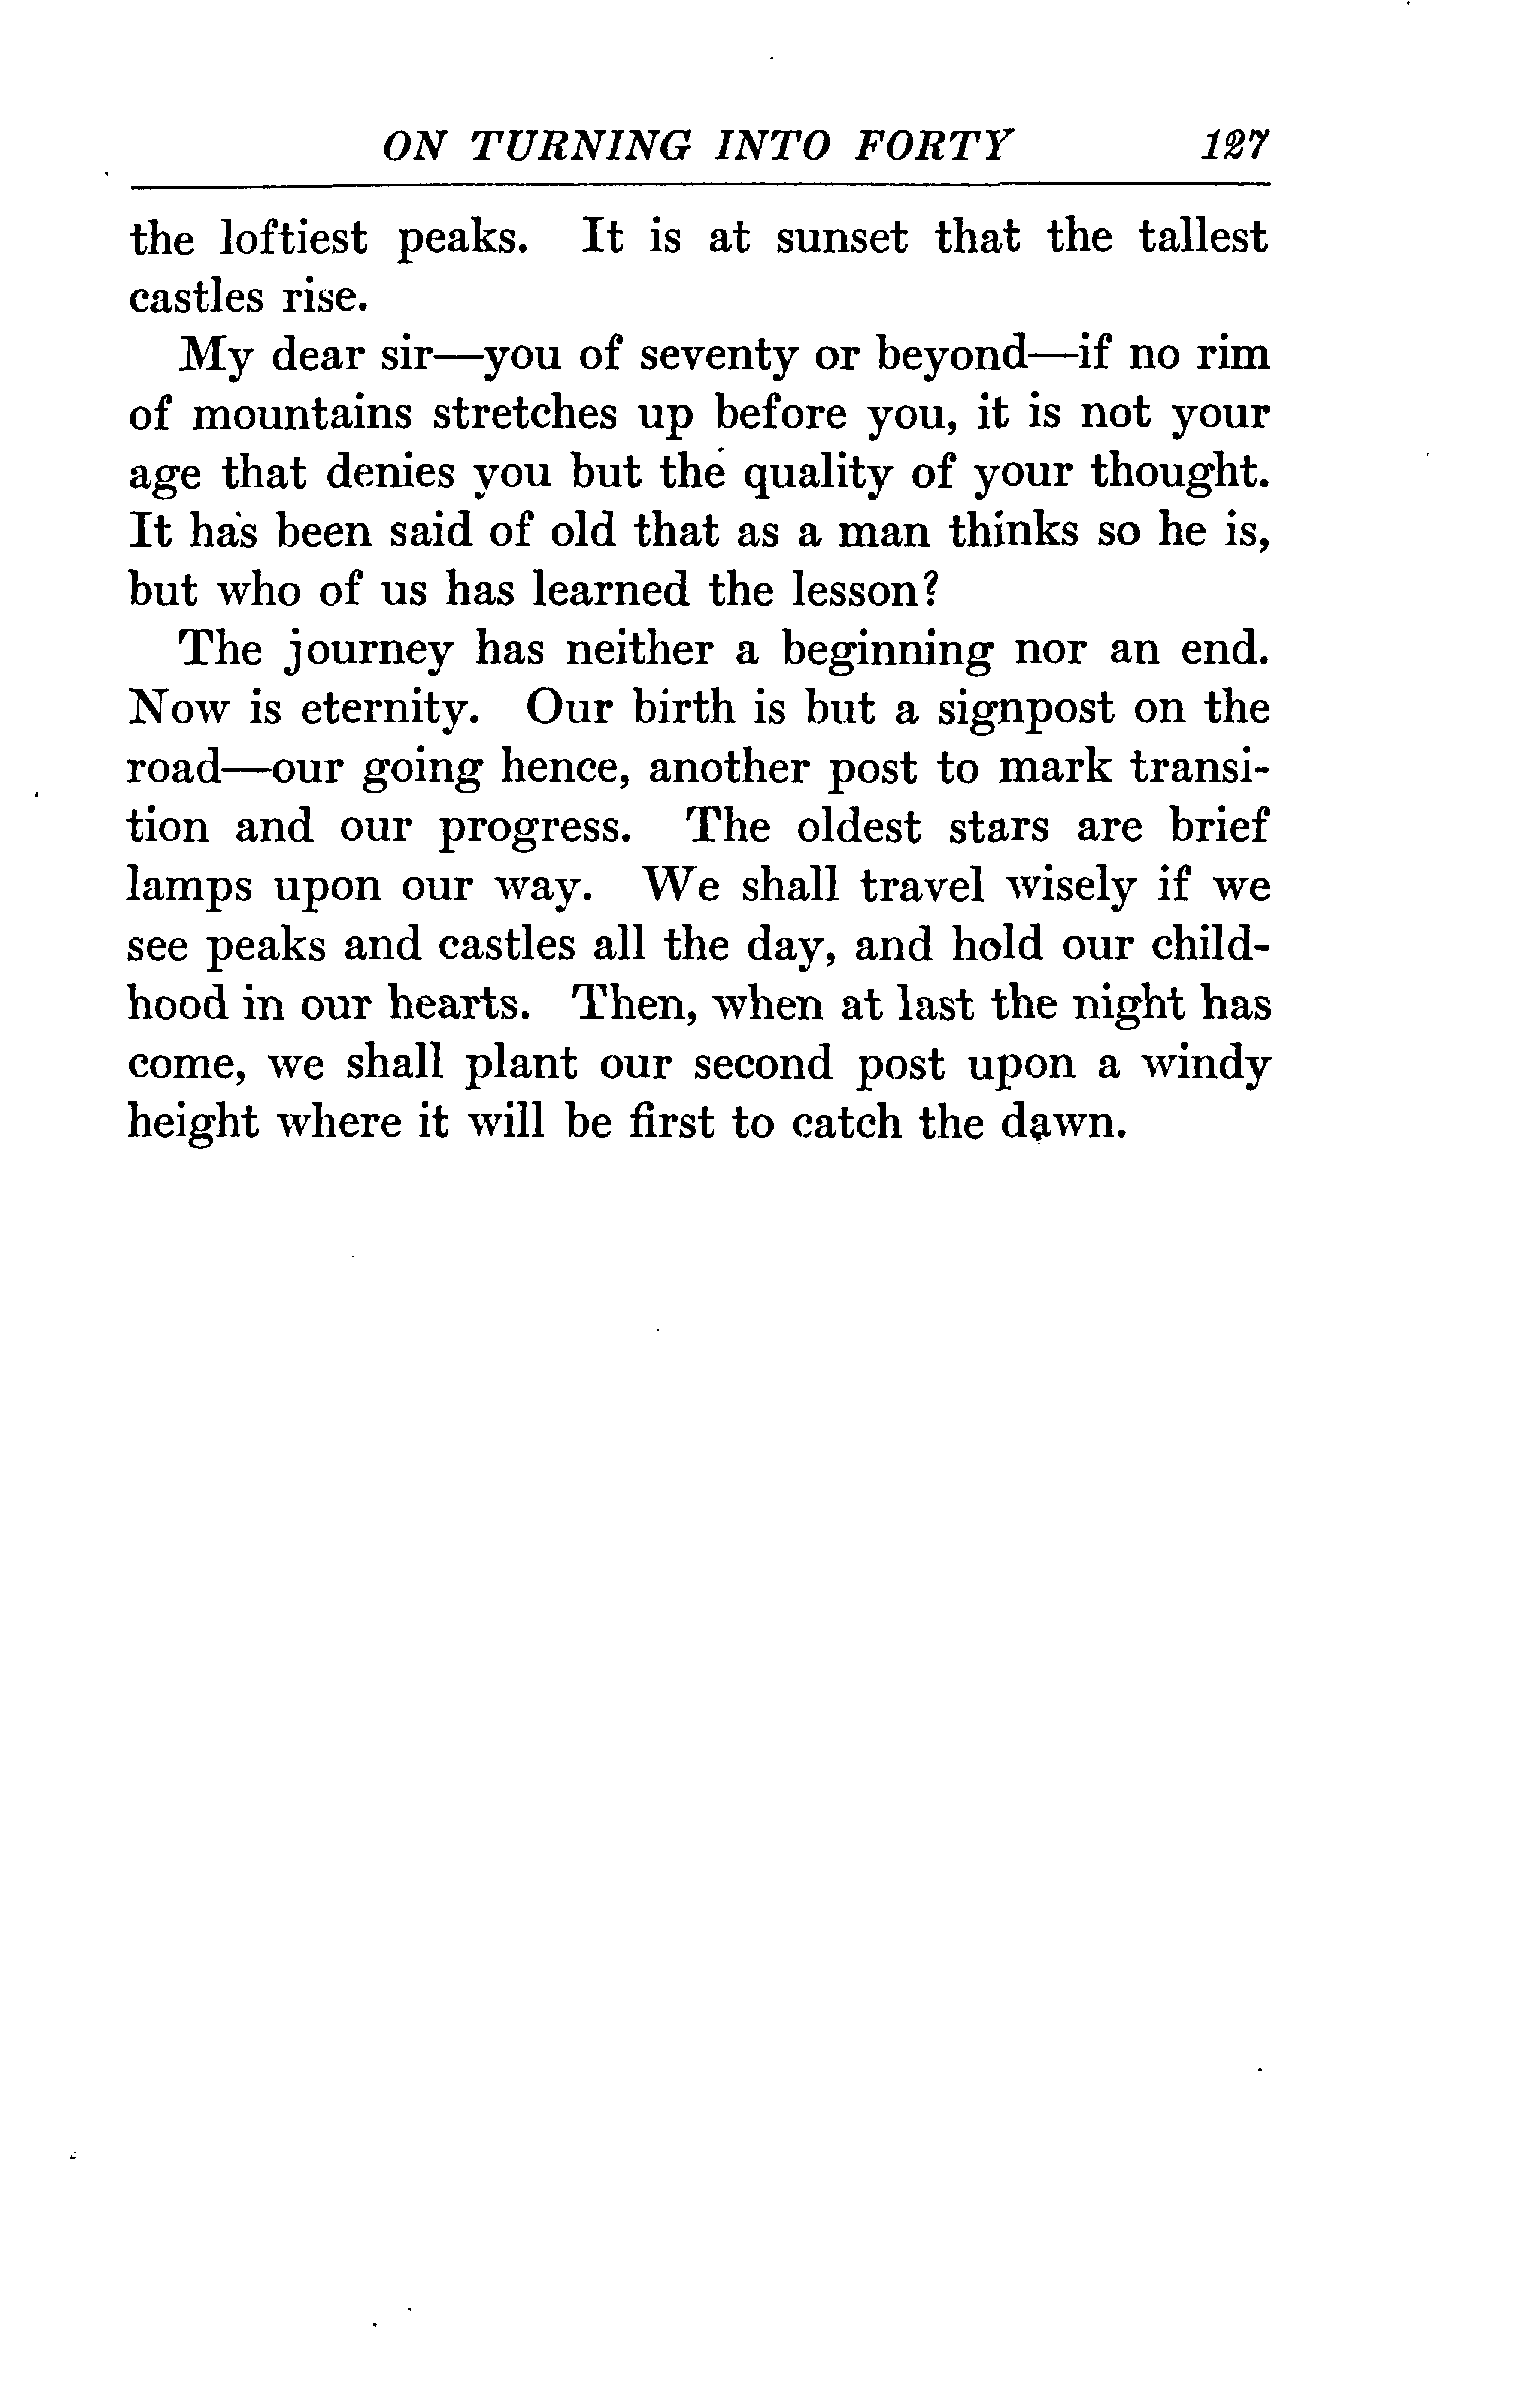 ON TURNING INTO FORTY 127
the loftiest peaks. It is at sunset that the tallest
castles rise.
My dear sir—you of seventy or beyond—if no rim
of mountains stretches up before you, it is not your
age that denies you but the quality of your thought.
It has been said of old that as a man thinks so he is,
but who of us has learned the lesson?
The journey has neither a beginning nor an end.
Now is eternity. Our birth is but a signpost on the
road—our going hence, another post to mark transi-
tion and our progress. The oldest stars are brief
lamps upon our way. We shall travel wisely if we
see peaks and castles all the day, and hold our child-
hood in our hearts. Then, when at last the night has
come, we shall plant our second post upon a windy
height where it will be first to catch the dawn.